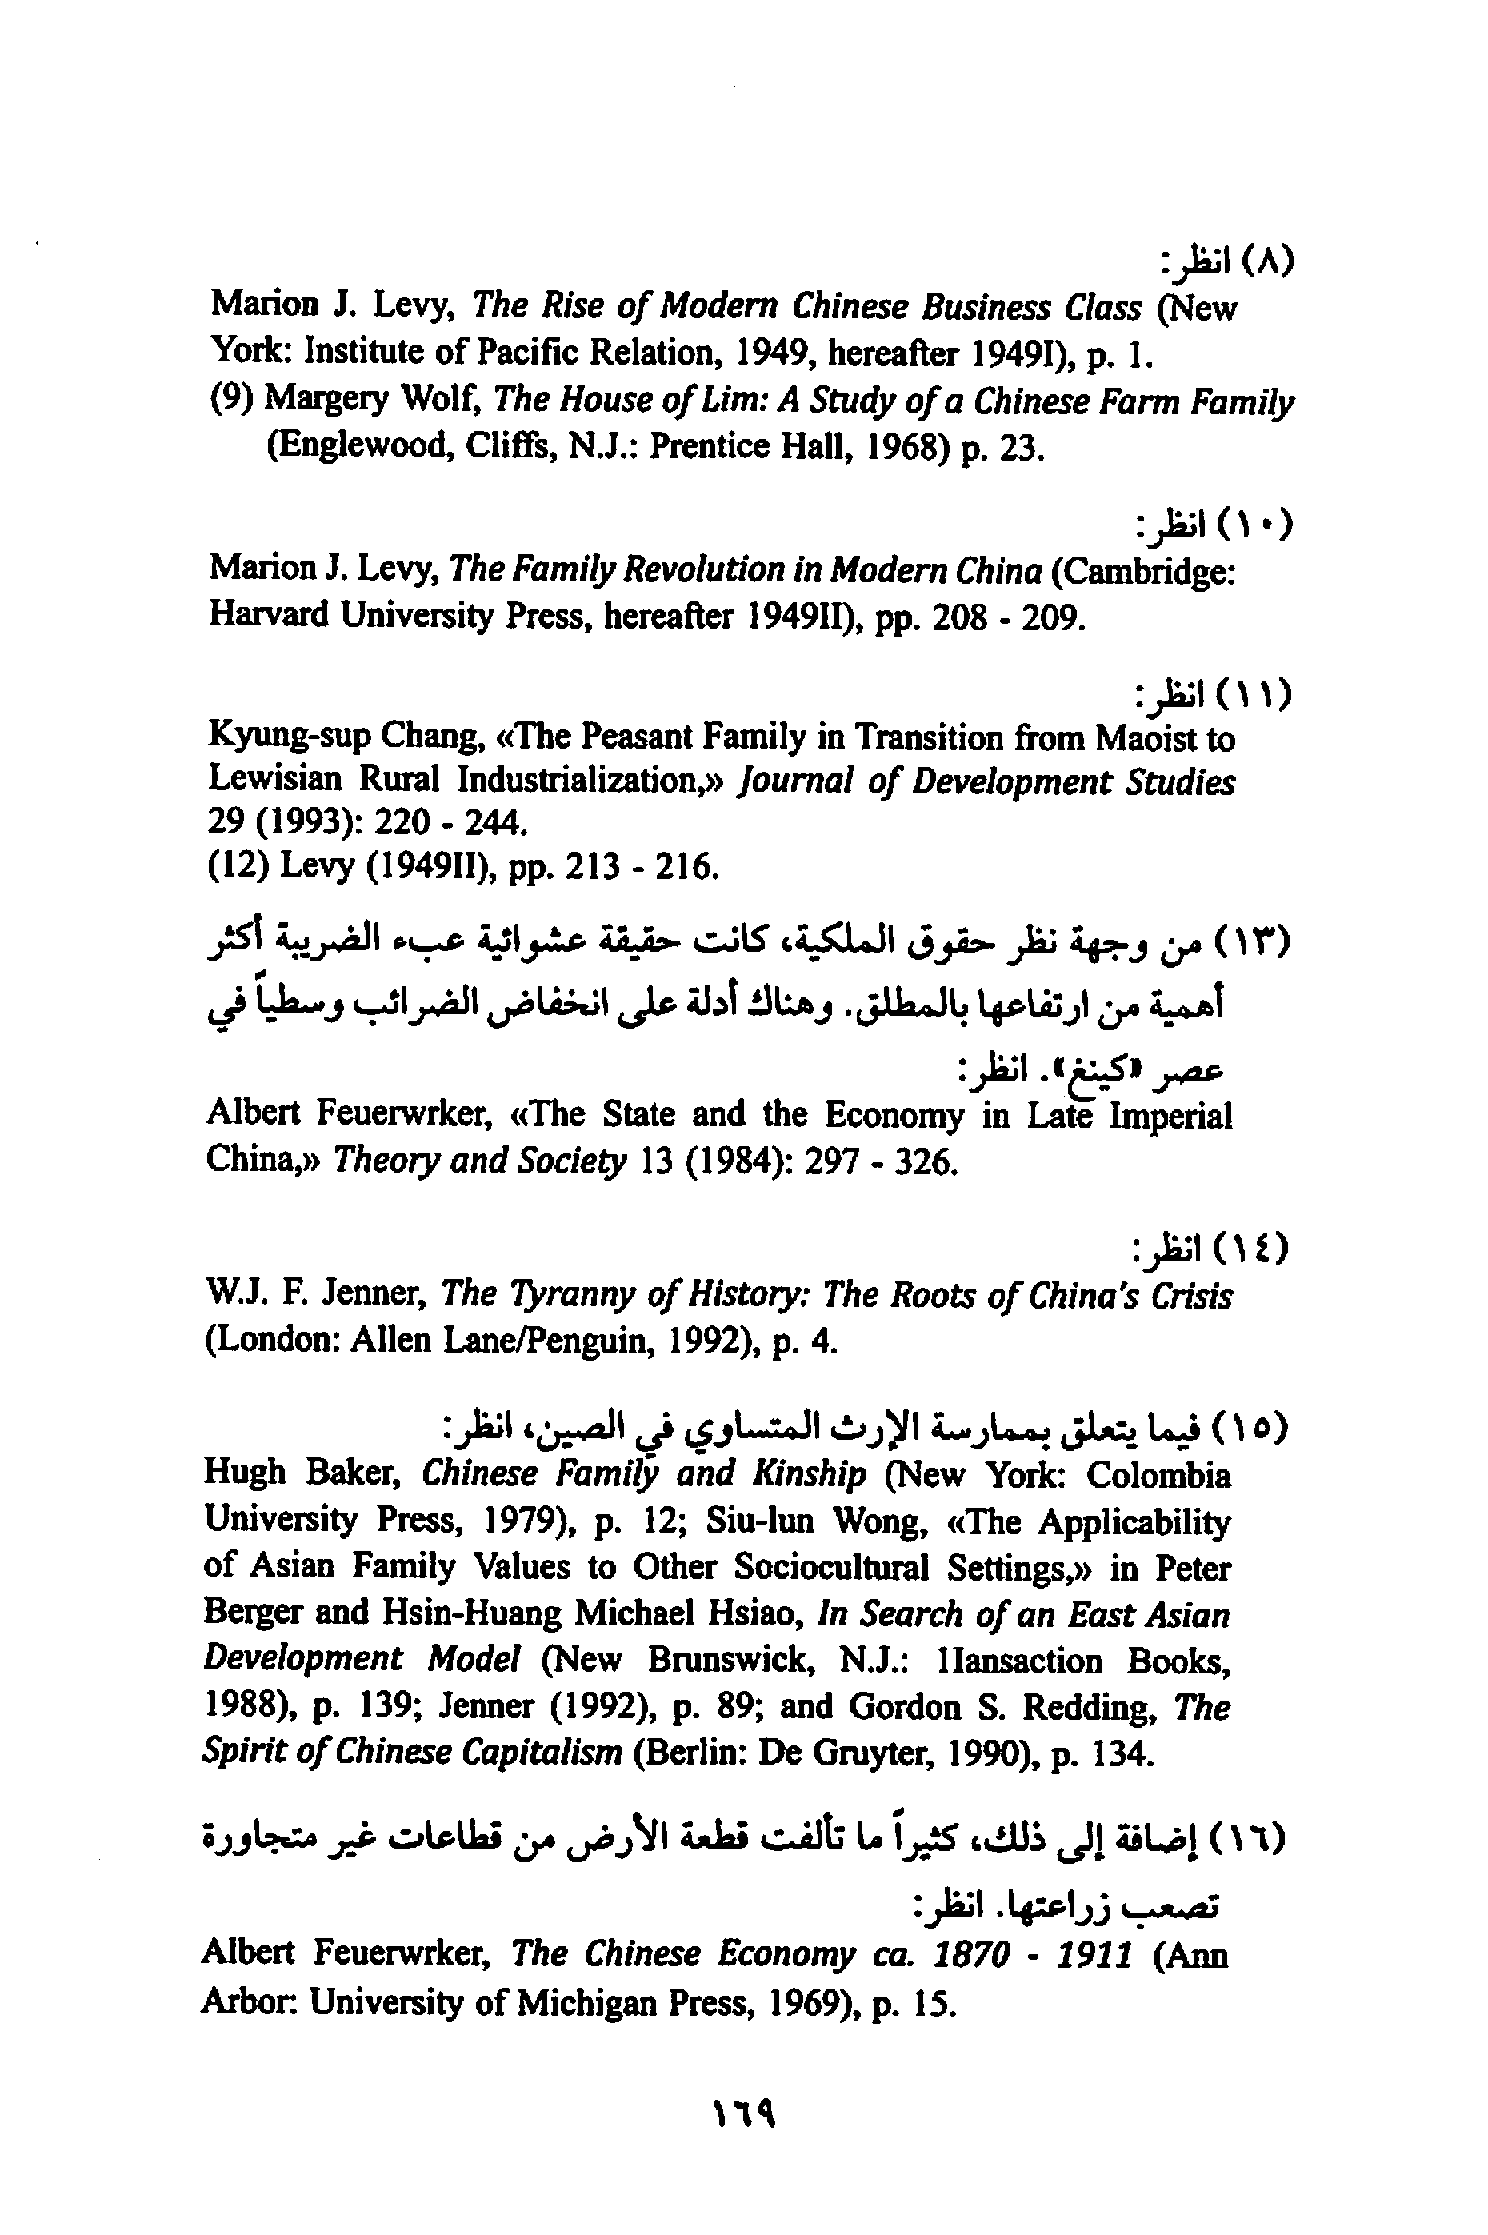 (٨) انظر:
Marion J. Levy, The Rise of Modern Chinese Business Class (New
York: Institute of Pacific Relation, 1949, hereafter 1949I), p. 1.
(9) Margery Wolf, The House of Lim: A Study of a Chinese Farm Family
(Englewood, Cliffs, N.J.: Prentice Hall, 1968) p. 23.
(١٠) انظر:
Marion J. Levy, The Family Revolution in Modern China (Cambridge:
Harvard University Press, hereafter 1949II), pp. 208 - 209.
(١١) انظر:
Kyung-sup Chang, «The Peasant Family in Transition from Maoist to
Lewisian Rural Industrialization,» Journal of Development Studies
29 (1993): 220 - 244.
(12) Levy (1949II), pp. 213 - 216.
(١٣) من وجهة نظر حقوق الملكية، كانت حقيقة عشوائية عبء الضريبة أكثر
أهمية من ارتفاعها بالمطلق. وهناك أدلة على انخفاض الضرائب وسطياً في
عصر «كينغ». انظر:
Albert Feuerwrker, «The State and the Economy in Late Imperial
China,» Theory and Society 13 (1984): 297 - 326.
(١٤) انظر:
W.J. F. Jenner, The Tyranny of History: The Roots of China's Crisis
(London: Allen Lane/Penguin, 1992), p. 4.
(١٥) فيما يتعلق بممارسة الإرث المتساوي في الصين، انظر:
Hugh Baker, Chinese Family and Kinship (New York: Colombia
University Press, 1979), p. 12; Siu-lun Wong, «The Applicability
of Asian Family Values to Other Sociocultural Settings,» in Peter
Berger and Hsin-Huang Michael Hsiao, In Search of an East Asian
Development Model (New Brunswick, N.J.: llansaction Books,
1988), p. 139; Jenner (1992), p. 89; and Gordon S. Redding, The
Spirit of Chinese Capitalism (Berlin: De Gruyter, 1990), p. 134.
(١٦) إضافة إلى ذلك، كثيراً ما تألفت قطعة الأرض من قطاعات غير متجاورة
تصعب زراعتها. انظر:
Albert Feuerwrker, The Chinese Economy ca. 1870 - 1911 (Ann
Arbor: University of Michigan Press, 1969), p. 15.
١٦٩